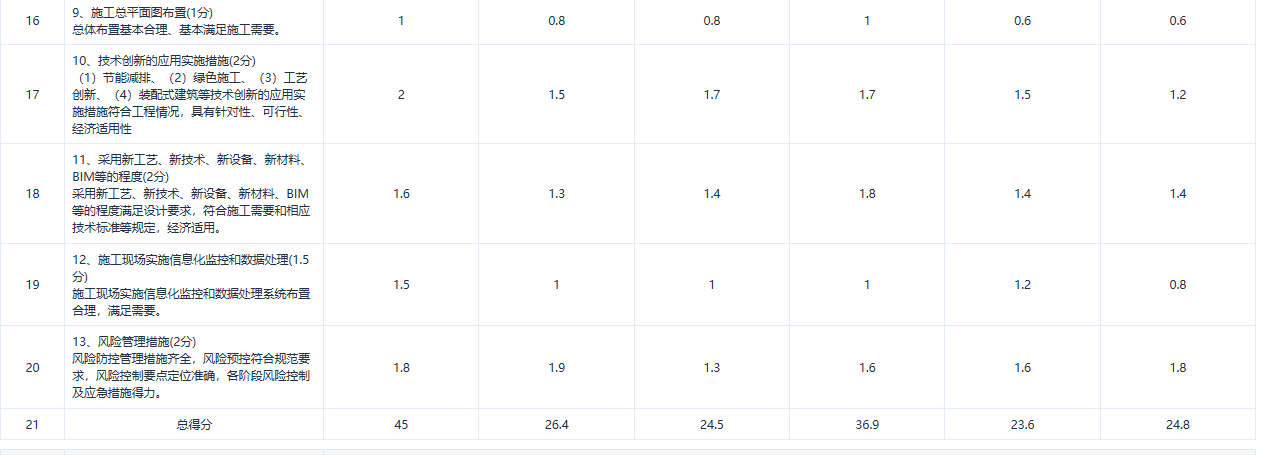 16
9、施工总平面图布置(1分)
总体布置基本合理、基本满足施工需要。
1
0.8
0.8
1
0.6
0.6
17
10、技术创新的应用实施措施(2分)
（1）节能减排、（2）绿色施工、（3）工艺
创新、（4）装配式建筑等技术创新的应用实
施措施符合工程情况，具有针对性、可行性、
经济适用性
2
1.5
1.7
1.7
1.5
1.2
18
11、采用新工艺、新技术、新设备、新材料、
BIM等的程度(2分)
采用新工艺、新技术、新设备、新材料、BIM
等的程度满足设计要求，符合施工需要和相应
技术标准等规定，经济适用。
1.6
1.3
1.4
1.8
1.4
1.4
19
12、施工现场实施信息化监控和数据处理(1.5
分)
施工现场实施信息化监控和数据处理系统布置
合理，满足需要。
1.5
1
1
1
1.2
0.8
20
13、风险管理措施(2分)
风险防控管理措施齐全，风险预控符合规范要
求，风险控制要点定位准确，各阶段风险控制
及应急措施得力。
1.8
1.9
1.3
1.6
1.6
1.8
21
总得分
45
26.4
24.5
36.9
23.6
24.8